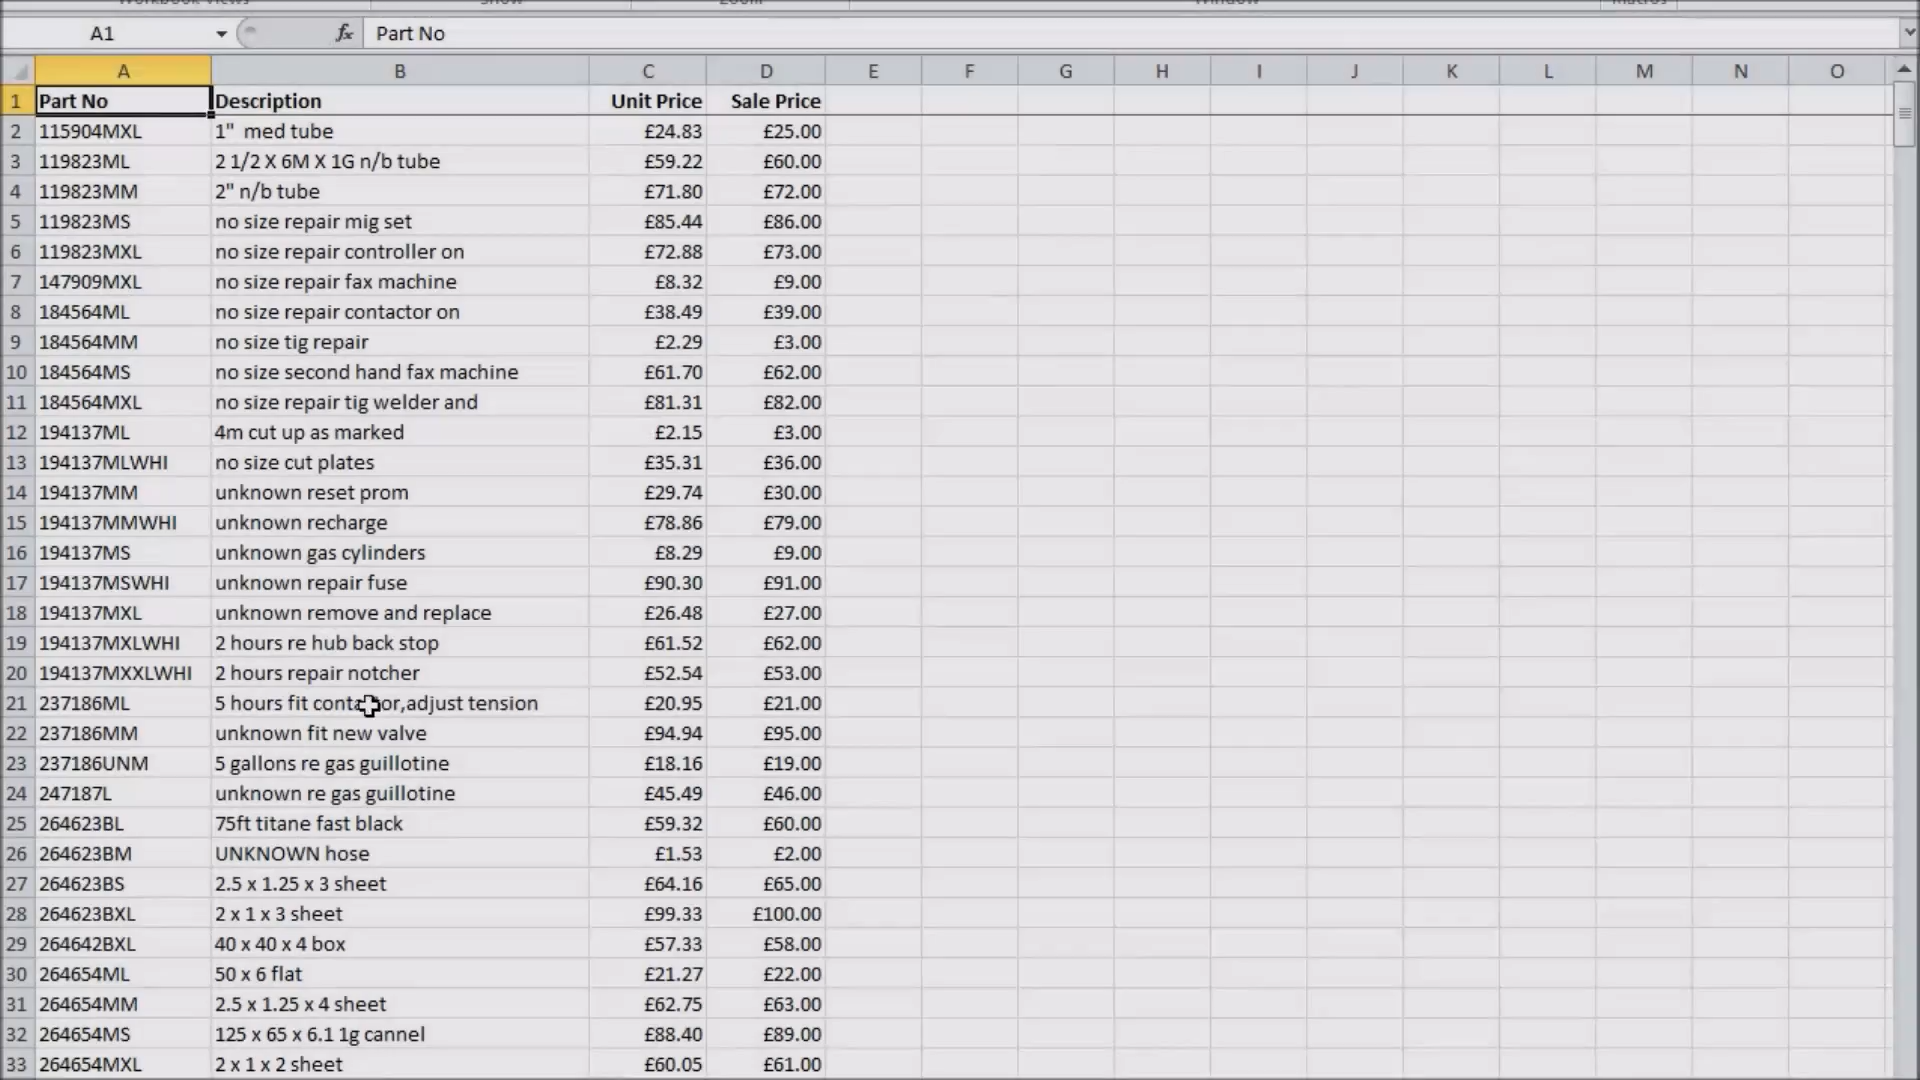 Workbook Views Show Zoom Window Macros
A1 fx Part No
A B C D E F G H I J K L M N O
1 Part No Description Unit Price Sale Price
2 115904MXL 1"  med tube £24.83 £25.00
3 119823ML 2 1/2 X 6M X 1G n/b tube £59.22 £60.00
4 119823MM 2" n/b tube £71.80 £72.00
5 119823MS no size repair mig set £85.44 £86.00
6 119823MXL no size repair controller on £72.88 £73.00
7 147909MXL no size repair fax machine £8.32 £9.00
8 184564ML no size repair contactor on £38.49 £39.00
9 184564MM no size tig repair £2.29 £3.00
10 184564MS no size second hand fax machine £61.70 £62.00
11 184564MXL no size repair tig welder and £81.31 £82.00
12 194137ML 4m cut up as marked £2.15 £3.00
13 194137MLWHI no size cut plates £35.31 £36.00
14 194137MM unknown reset prom £29.74 £30.00
15 194137MMWHI unknown recharge £78.86 £79.00
16 194137MS unknown gas cylinders £8.29 £9.00
17 194137MSWHI unknown repair fuse £90.30 £91.00
18 194137MXL unknown remove and replace £26.48 £27.00
19 194137MXLWHI 2 hours re hub back stop £61.52 £62.00
20 194137MXXLWHI 2 hours repair notcher £52.54 £53.00
21 237186ML 5 hours fit contactor,adjust tension £20.95 £21.00
22 237186MM unknown fit new valve £94.94 £95.00
23 237186UNM 5 gallons re gas guillotine £18.16 £19.00
24 247187L unknown re gas guillotine £45.49 £46.00
25 264623BL 75ft titane fast black £59.32 £60.00
26 264623BM UNKNOWN hose £1.53 £2.00
27 264623BS 2.5 x 1.25 x 3 sheet £64.16 £65.00
28 264623BXL 2 x 1 x 3 sheet £99.33 £100.00
29 264642BXL 40 x 40 x 4 box £57.33 £58.00
30 264654ML 50 x 6 flat £21.27 £22.00
31 264654MM 2.5 x 1.25 x 4 sheet £62.75 £63.00
32 264654MS 125 x 65 x 6.1 1g cannel £88.40 £89.00
33 264654MXL 2 x 1 x 2 sheet £60.05 £61.00